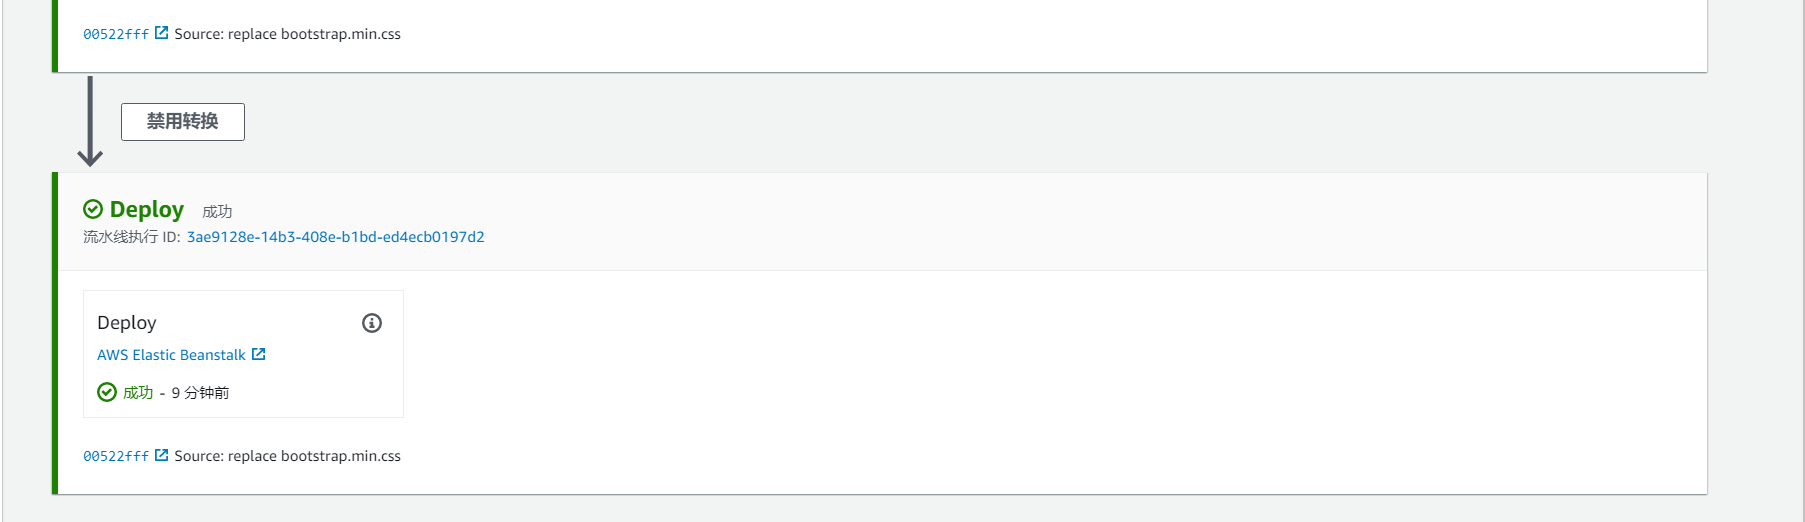 00522fff Source: replace bootstrap.min.css
禁用转换
Deploy 成功
流水线执行 ID: 3ae9128e-14b3-408e-b1bd-ed4ecb0197d2
Deploy
AWS Elastic Beanstalk
成功 - 9 分钟前
00522fff Source: replace bootstrap.min.css